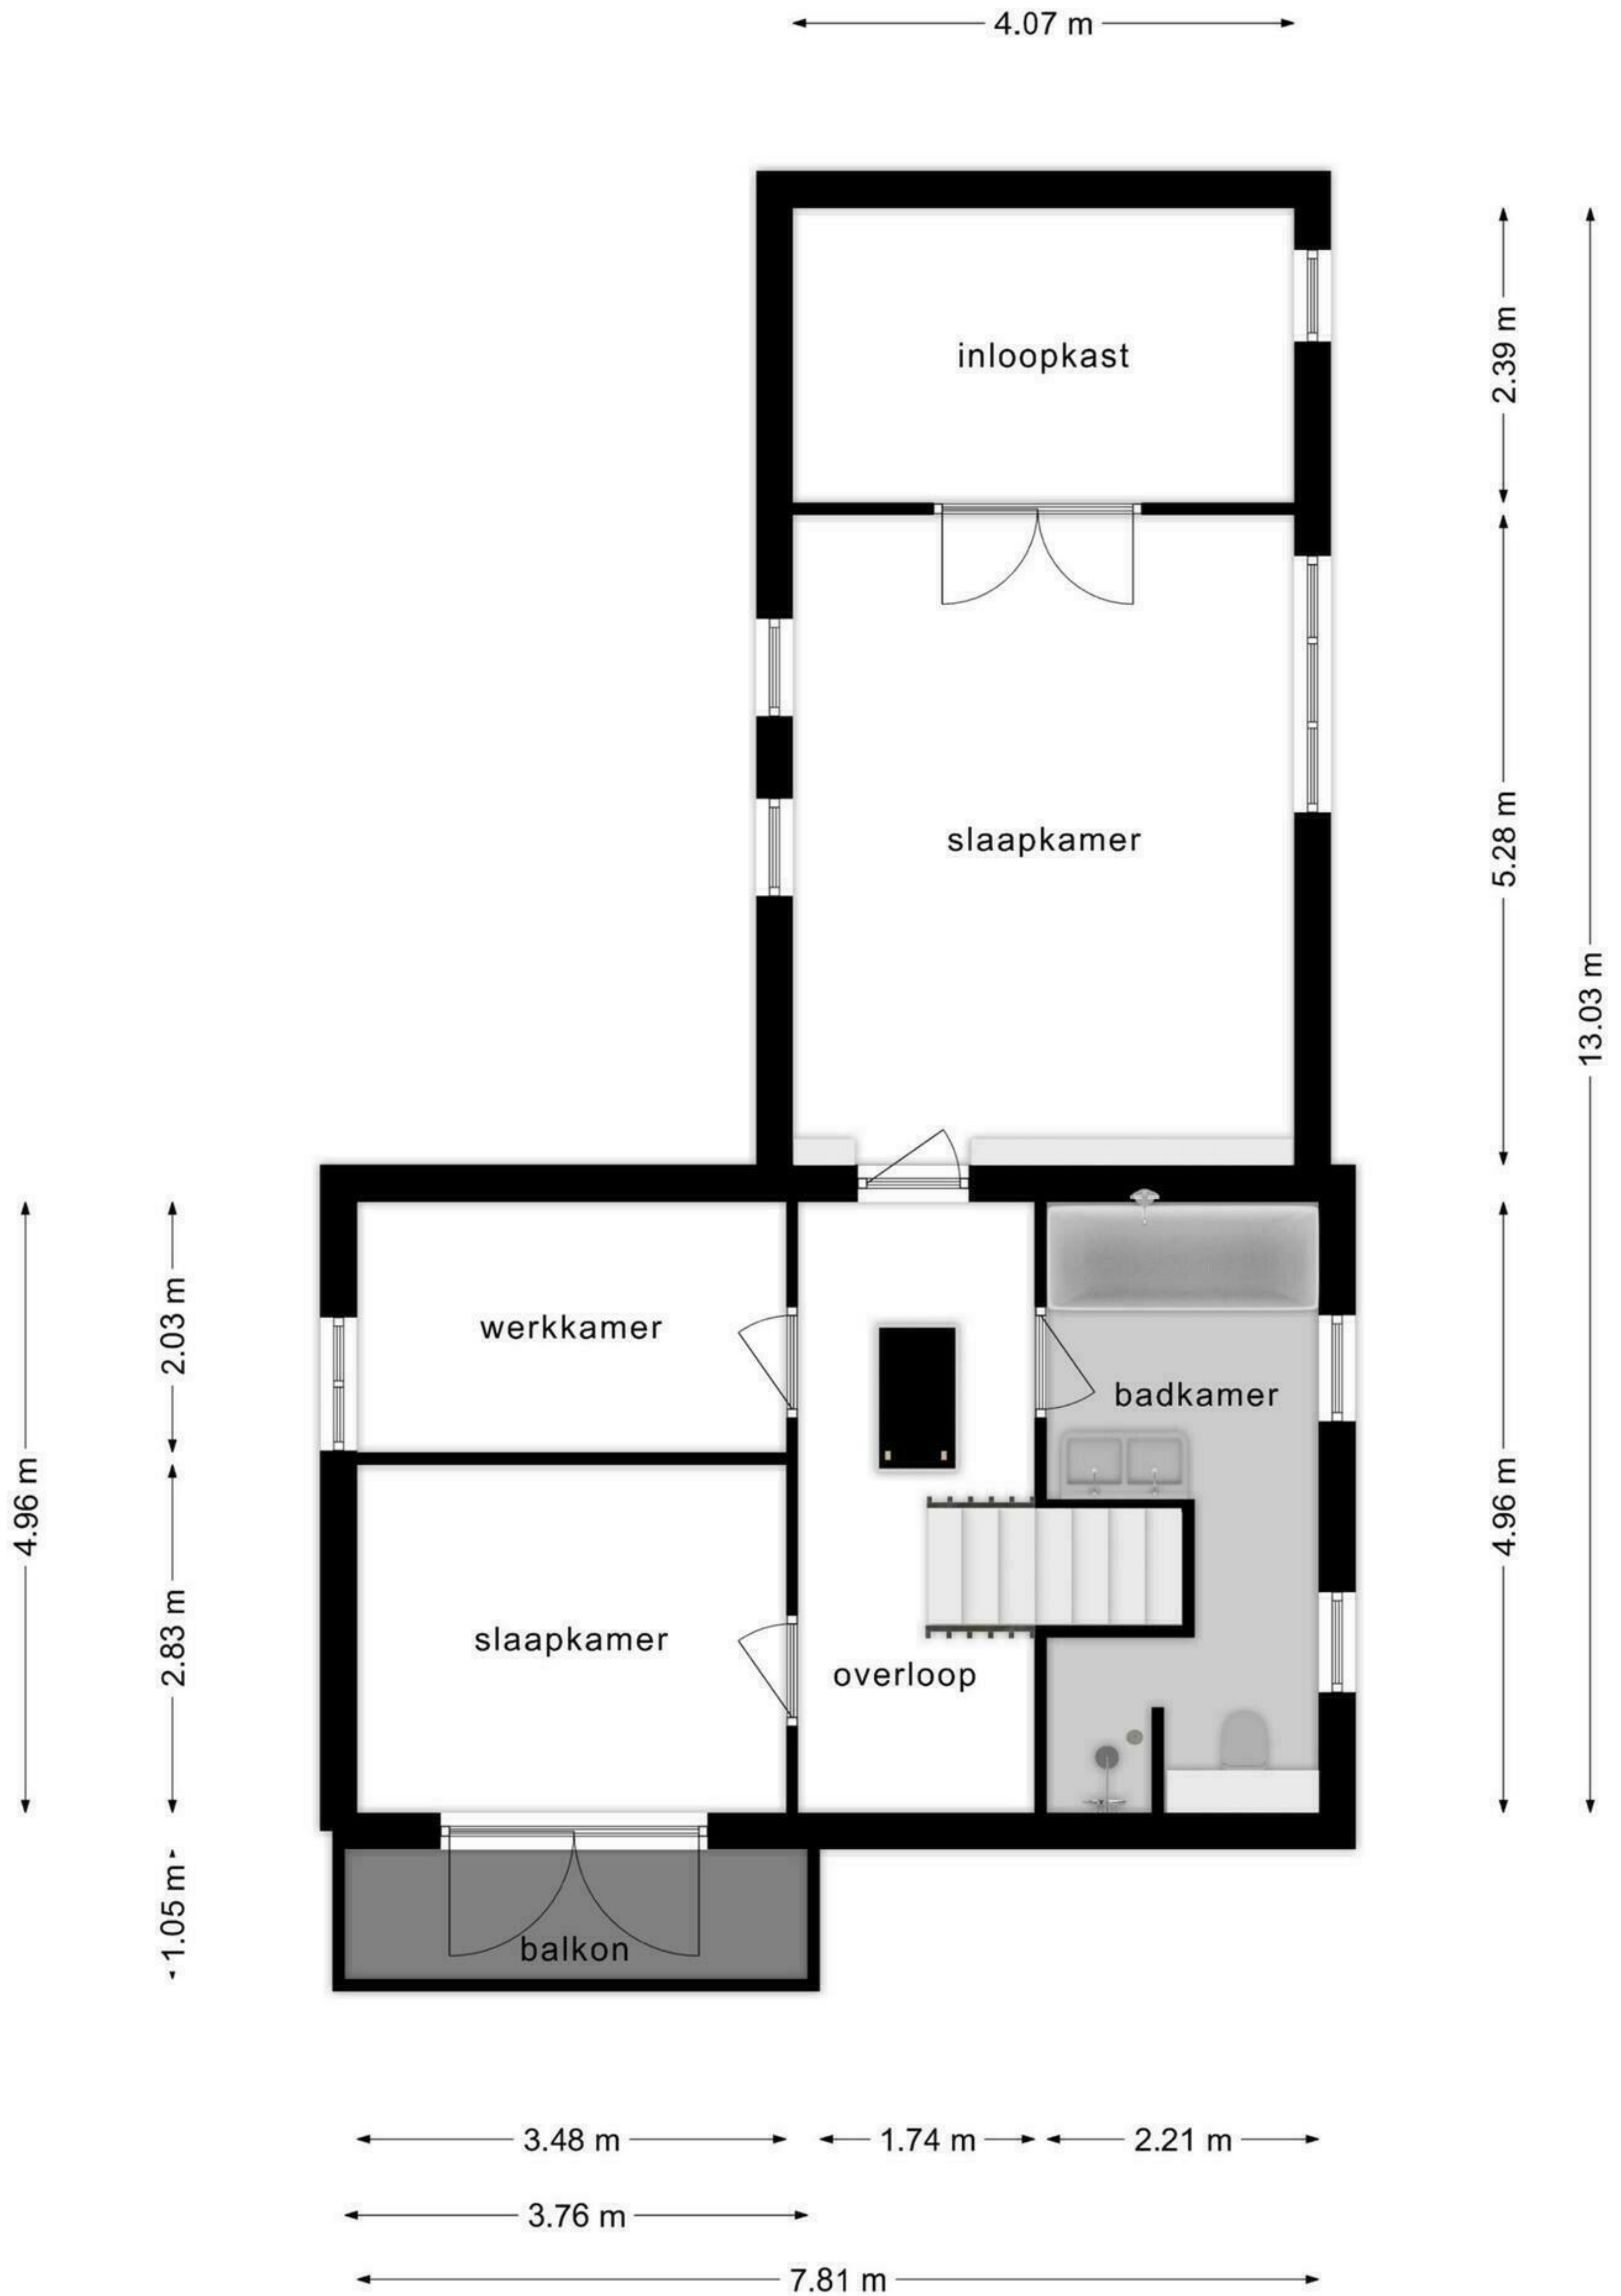 4.07 m
inloopkast
2.39 m
slaapkamer
5.28 m
13.03 m
werkkamer
2.03 m
badkamer
4.96 m
4.96 m
slaapkamer
2.83 m
overloop
balkon
1.05 m
3.48 m
1.74 m
2.21 m
3.76 m
7.81 m